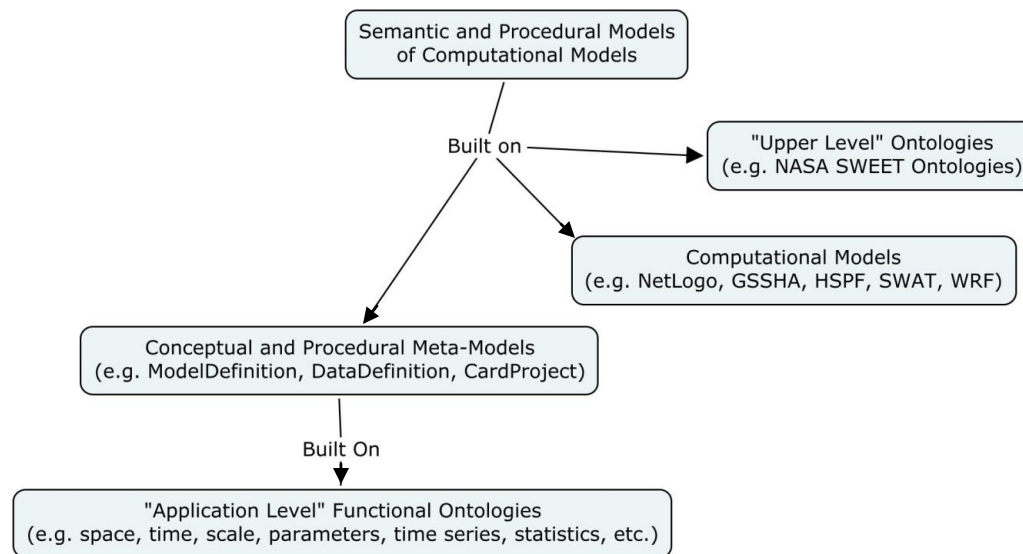 Semantic and Procedural Models
of Computational Models
Built on
"Upper Level" Ontologies
(e.g. NASA SWEET Ontologies)
Computational Models
(e.g. NetLogo, GSSHA, HSPF, SWAT, WRF)
Conceptual and Procedural Meta-Models
(e.g. ModelDefinition, DataDefinition, CardProject)
Built On
"Application Level" Functional Ontologies
(e.g. space, time, scale, parameters, time series, statistics, etc.)